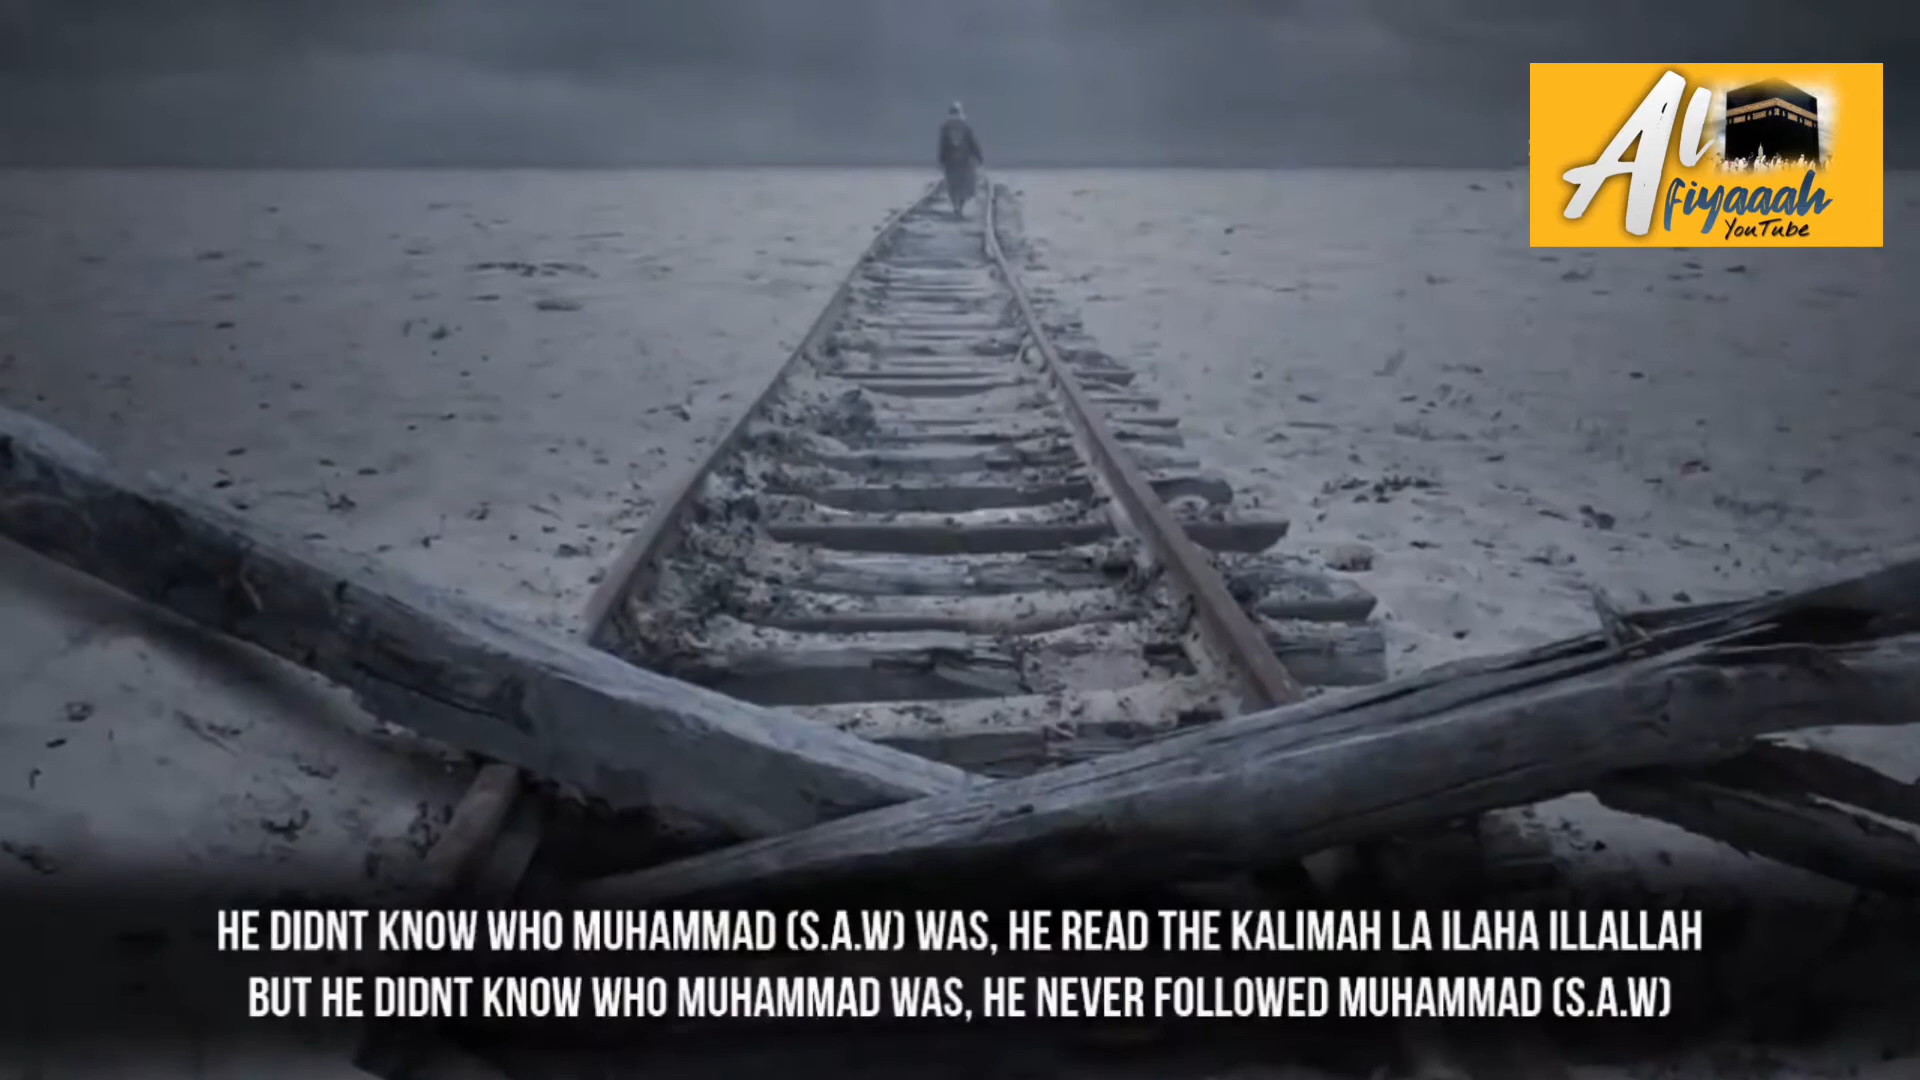 Al
fiyaaah
YouTube
HE DIDNT KNOW WHO MUHAMMAD (S.A.W) WAS, HE READ THE KALIMAH LA ILAHA ILLALLAH
BUT HE DIDNT KNOW WHO MUHAMMAD WAS, HE NEVER FOLLOWED MUHAMMAD (S.A.W)